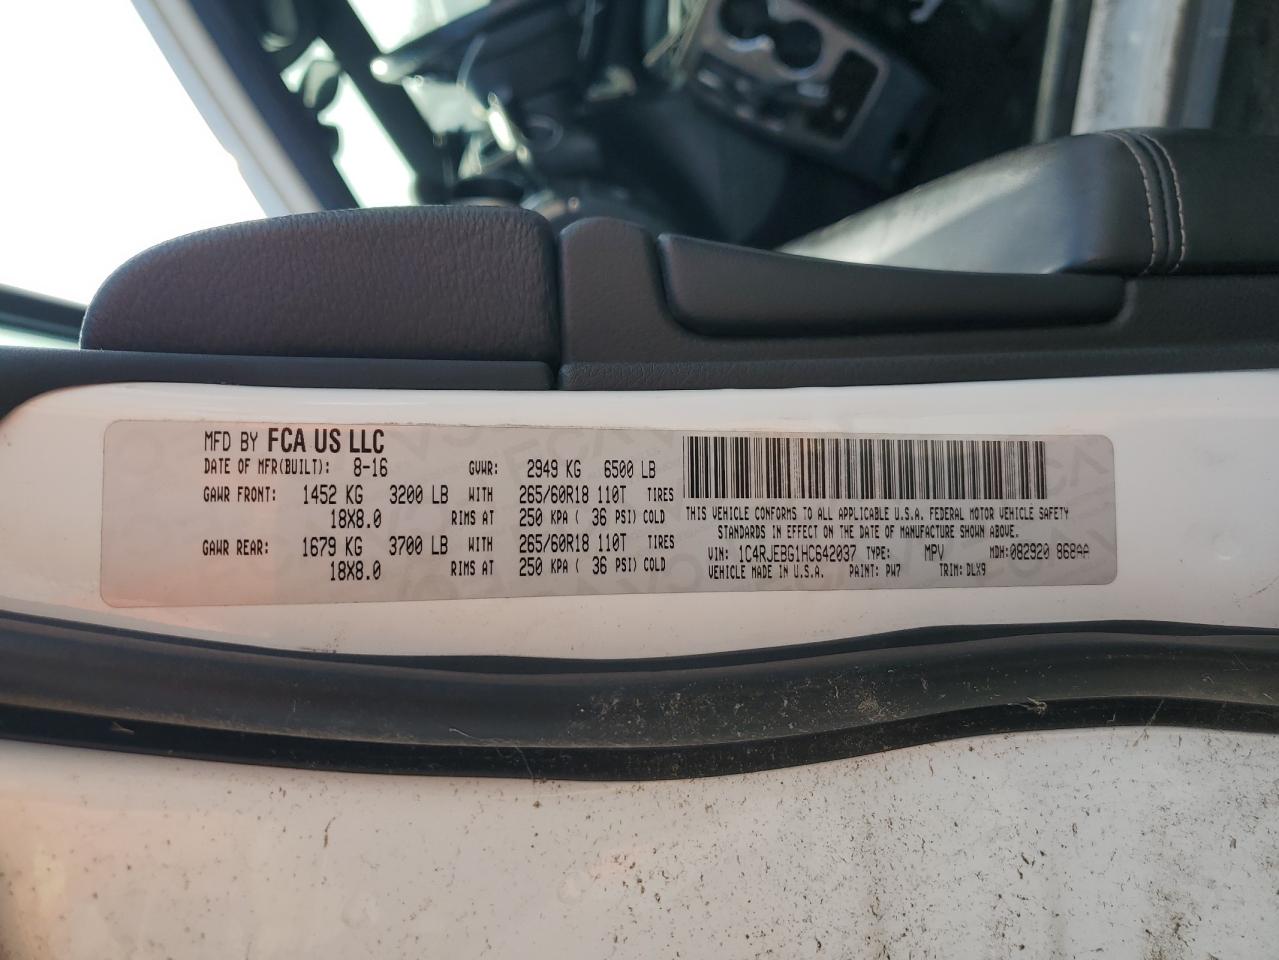 MFD BY FCA US LLC
DATE OF MFR(BUILT): 8-16 GVWR: 2949 KG 6500 LB
GAWR FRONT: 1452 KG 3200 LB WITH 265/60R18 110T TIRES
18X8.0 RIMS AT 250 KPA ( 36 PSI) COLD
GAWR REAR: 1679 KG 3700 LB WITH 265/60R18 110T TIRES
18X8.0 RIMS AT 250 KPA ( 36 PSI) COLD
THIS VEHICLE CONFORMS TO ALL APPLICABLE U.S.A. FEDERAL MOTOR VEHICLE SAFETY
STANDARDS IN EFFECT ON THE DATE OF MANUFACTURE SHOWN ABOVE.
VIN: 1C4RJEBG1HC642037 TYPE: MPV MDH: 082920 868AA
VEHICLE MADE IN U.S.A. PAINT: PW7 TRIM: DLX9